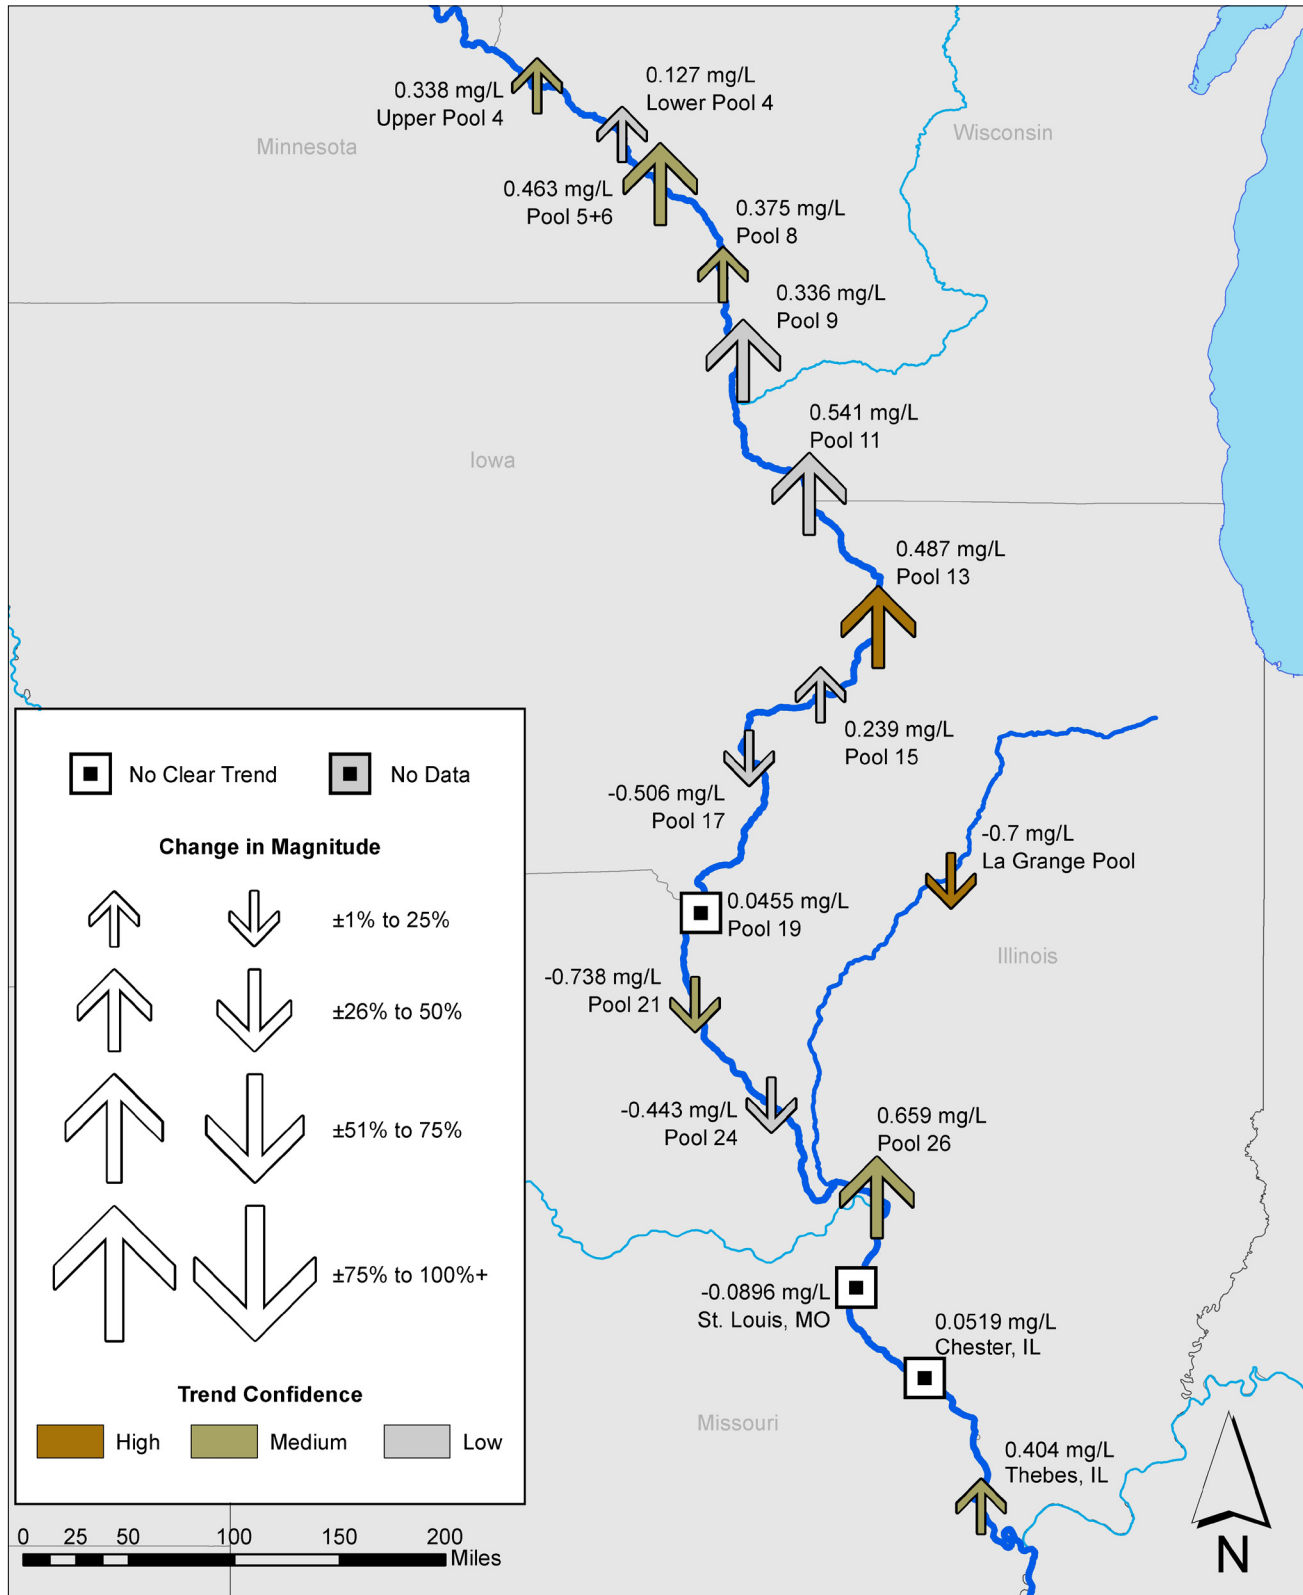 0.338 mg/L
Upper Pool 4
0.127 mg/L
Lower Pool 4
Minnesota
Wisconsin
0.463 mg/L
Pool 5+6
0.375 mg/L
Pool 8
0.336 mg/L
Pool 9
0.541 mg/L
Pool 11
Iowa
0.487 mg/L
Pool 13
0.239 mg/L
Pool 15
-0.506 mg/L
Pool 17
-0.7 mg/L
La Grange Pool
0.0455 mg/L
Pool 19
Illinois
-0.738 mg/L
Pool 21
-0.443 mg/L
Pool 24
0.659 mg/L
Pool 26
-0.0896 mg/L
St. Louis, MO
0.0519 mg/L
Chester, IL
Missouri
0.404 mg/L
Thebes, IL
No Clear Trend
No Data
Change in Magnitude
±1% to 25%
±26% to 50%
±51% to 75%
±75% to 100%+
Trend Confidence
High
Medium
Low
0 25 50 100 150 200
Miles
N